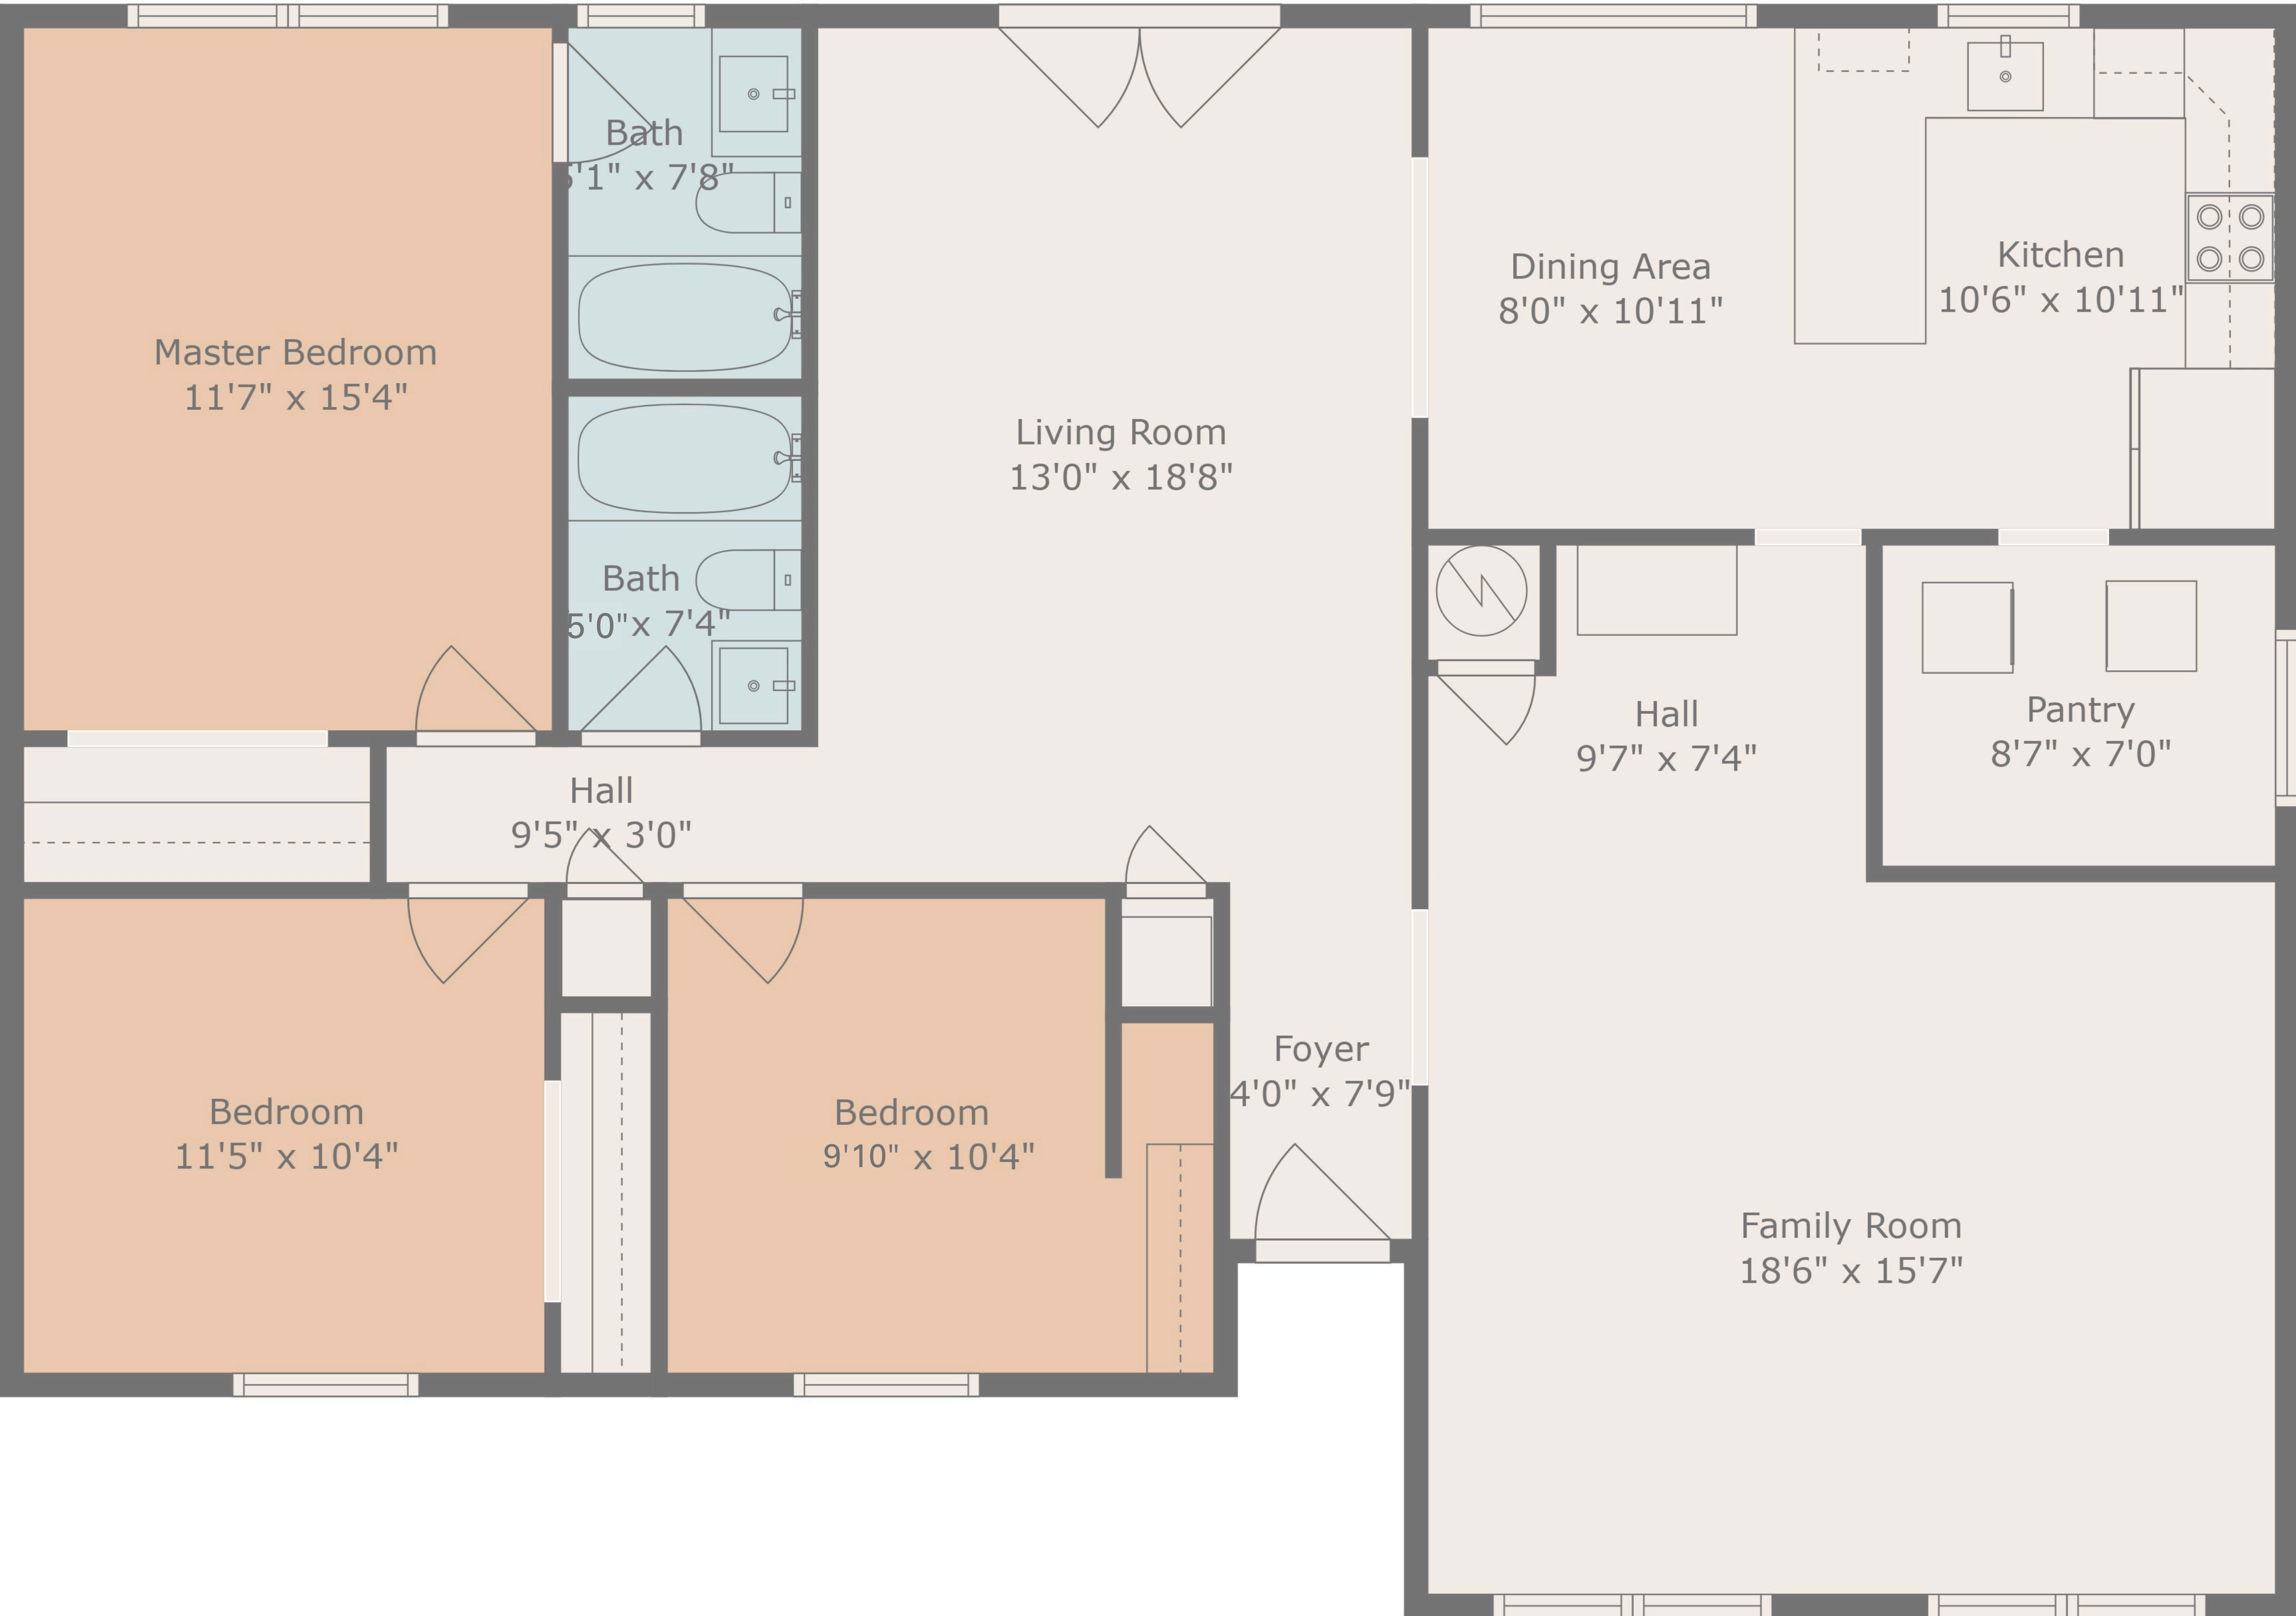 Bath
5'1" x 7'8"
Dining Area
8'0" x 10'11"
Kitchen
10'6" x 10'11"
Master Bedroom
11'7" x 15'4"
Living Room
13'0" x 18'8"
Bath
5'0" x 7'4"
Hall
9'7" x 7'4"
Pantry
8'7" x 7'0"
Hall
9'5" x 3'0"
Foyer
4'0" x 7'9"
Bedroom
11'5" x 10'4"
Bedroom
9'10" x 10'4"
Family Room
18'6" x 15'7"